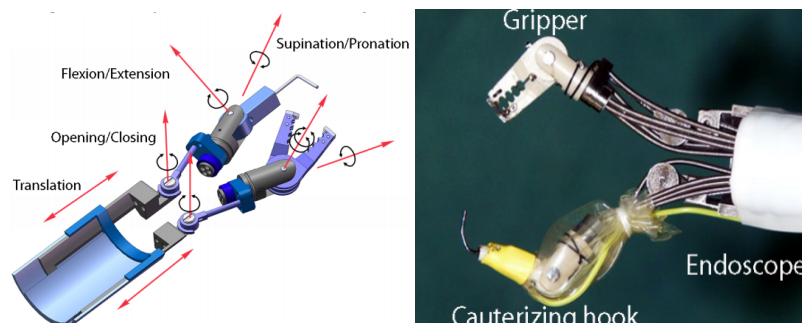 Supination/Pronation
Flexion/Extension
Opening/Closing
Translation
Gripper
Endoscope
Cauterizing hook